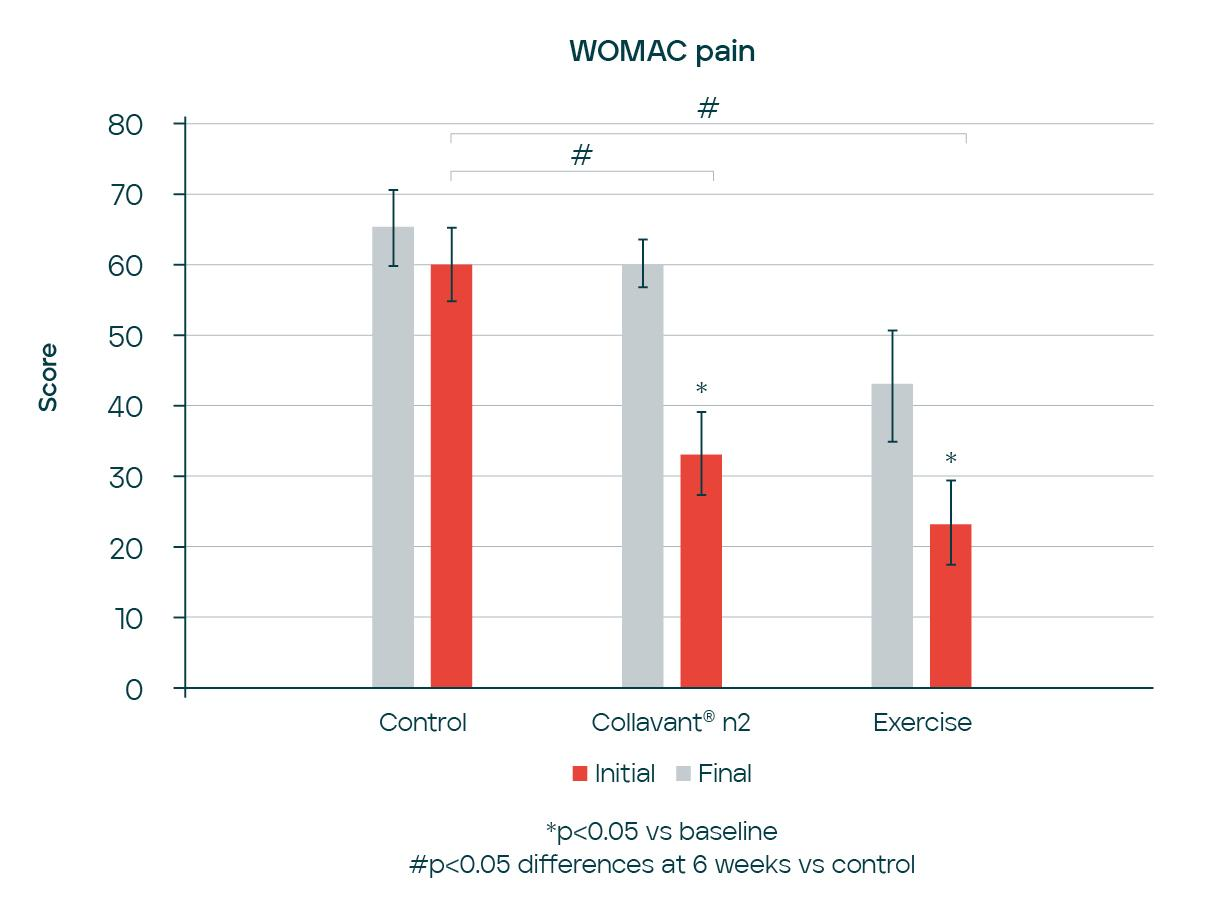 WOMAC pain
#
#
80
70
60
50
40
30
20
10
0
Score
*
*
Control
Collavant® n2
Exercise
Initial
Final
*p<0.05 vs baseline
#p<0.05 differences at 6 weeks vs control